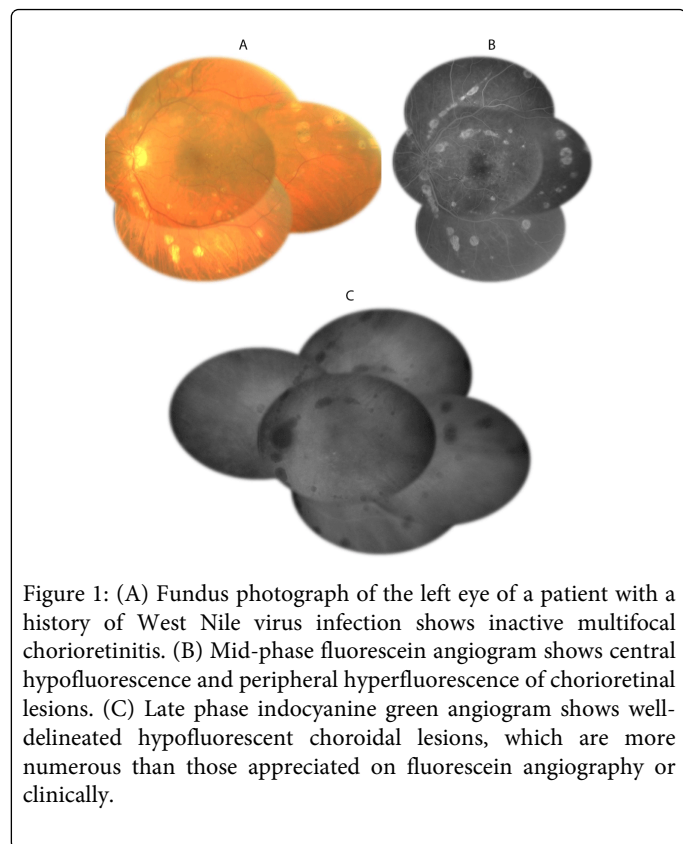 A
B
C
Figure 1: (A) Fundus photograph of the left eye of a patient with a
history of West Nile virus infection shows inactive multifocal
chorioretinitis. (B) Mid-phase fluorescein angiogram shows central
hypofluorescence and peripheral hyperfluorescence of chorioretinal
lesions. (C) Late phase indocyanine green angiogram shows well-
delineated hypofluorescent choroidal lesions, which are more
numerous than those appreciated on fluorescein angiography or
clinically.